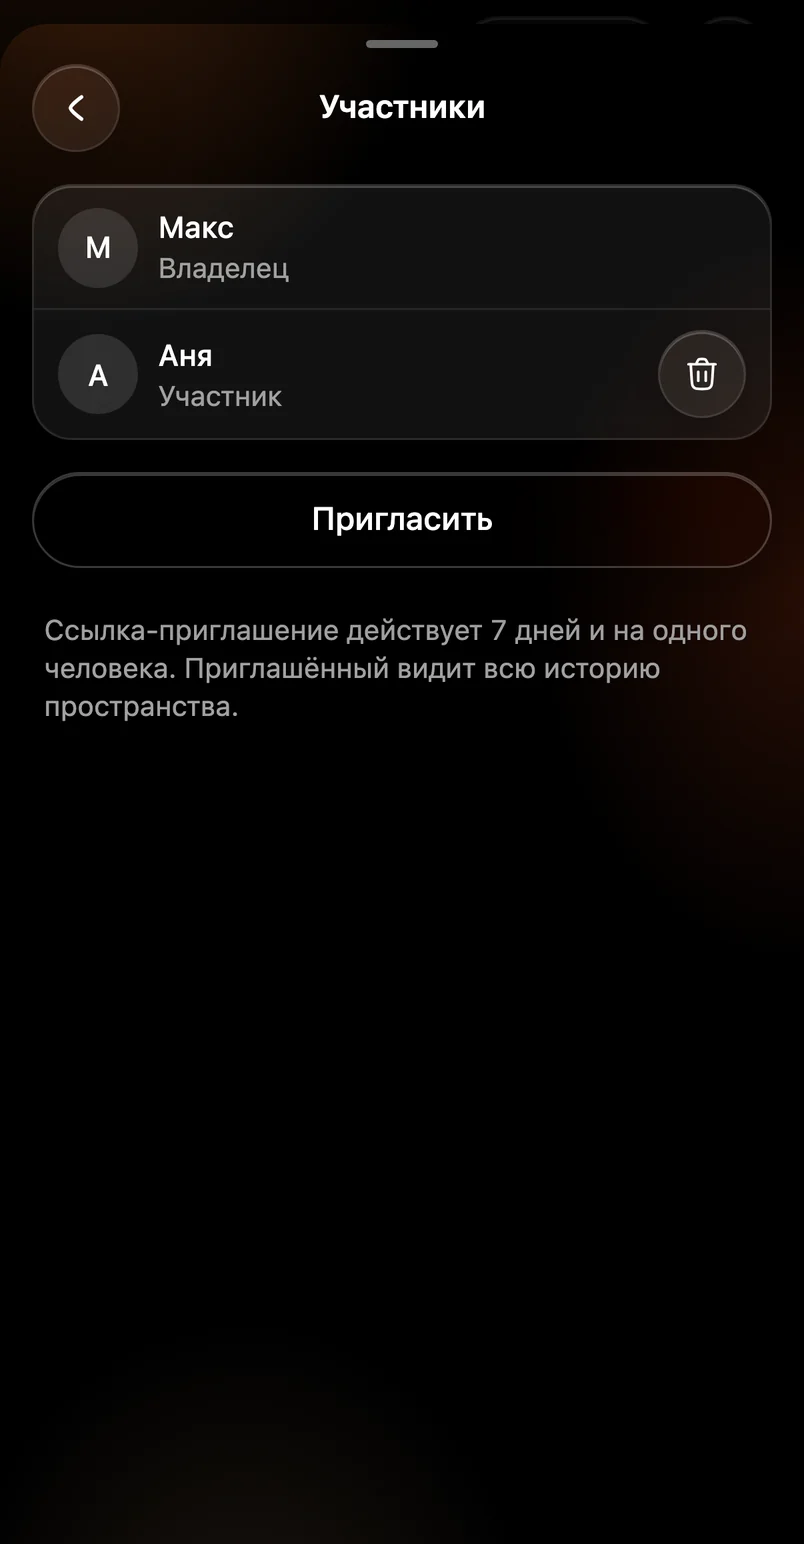 Участники
М
Макс
Владелец
А
Аня
Участник
Пригласить
Ссылка-приглашение действует 7 дней и на одного
человека. Приглашённый видит всю историю
пространства.